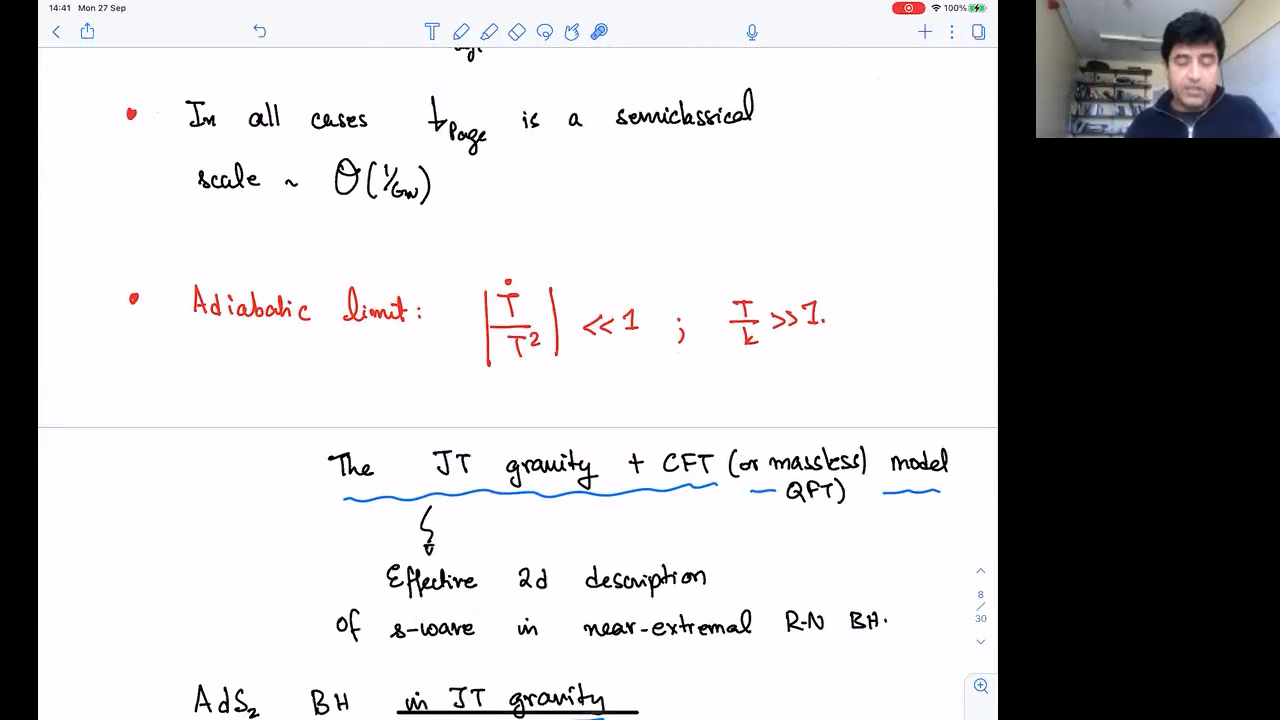 14:41 Mon 27 Sep
100%
In all cases t_Page is a semiclassical
scale ~ O(1/G_N)
Adiabatic limit: |Ṫ/T²| << 1 ; T/k >> 1.
The JT gravity + CFT (or massless) model
QFT)
Effective 2d description
of s-wave in near-extremal R-N BH.
8
/
30
AdS₂ BH in JT gravity